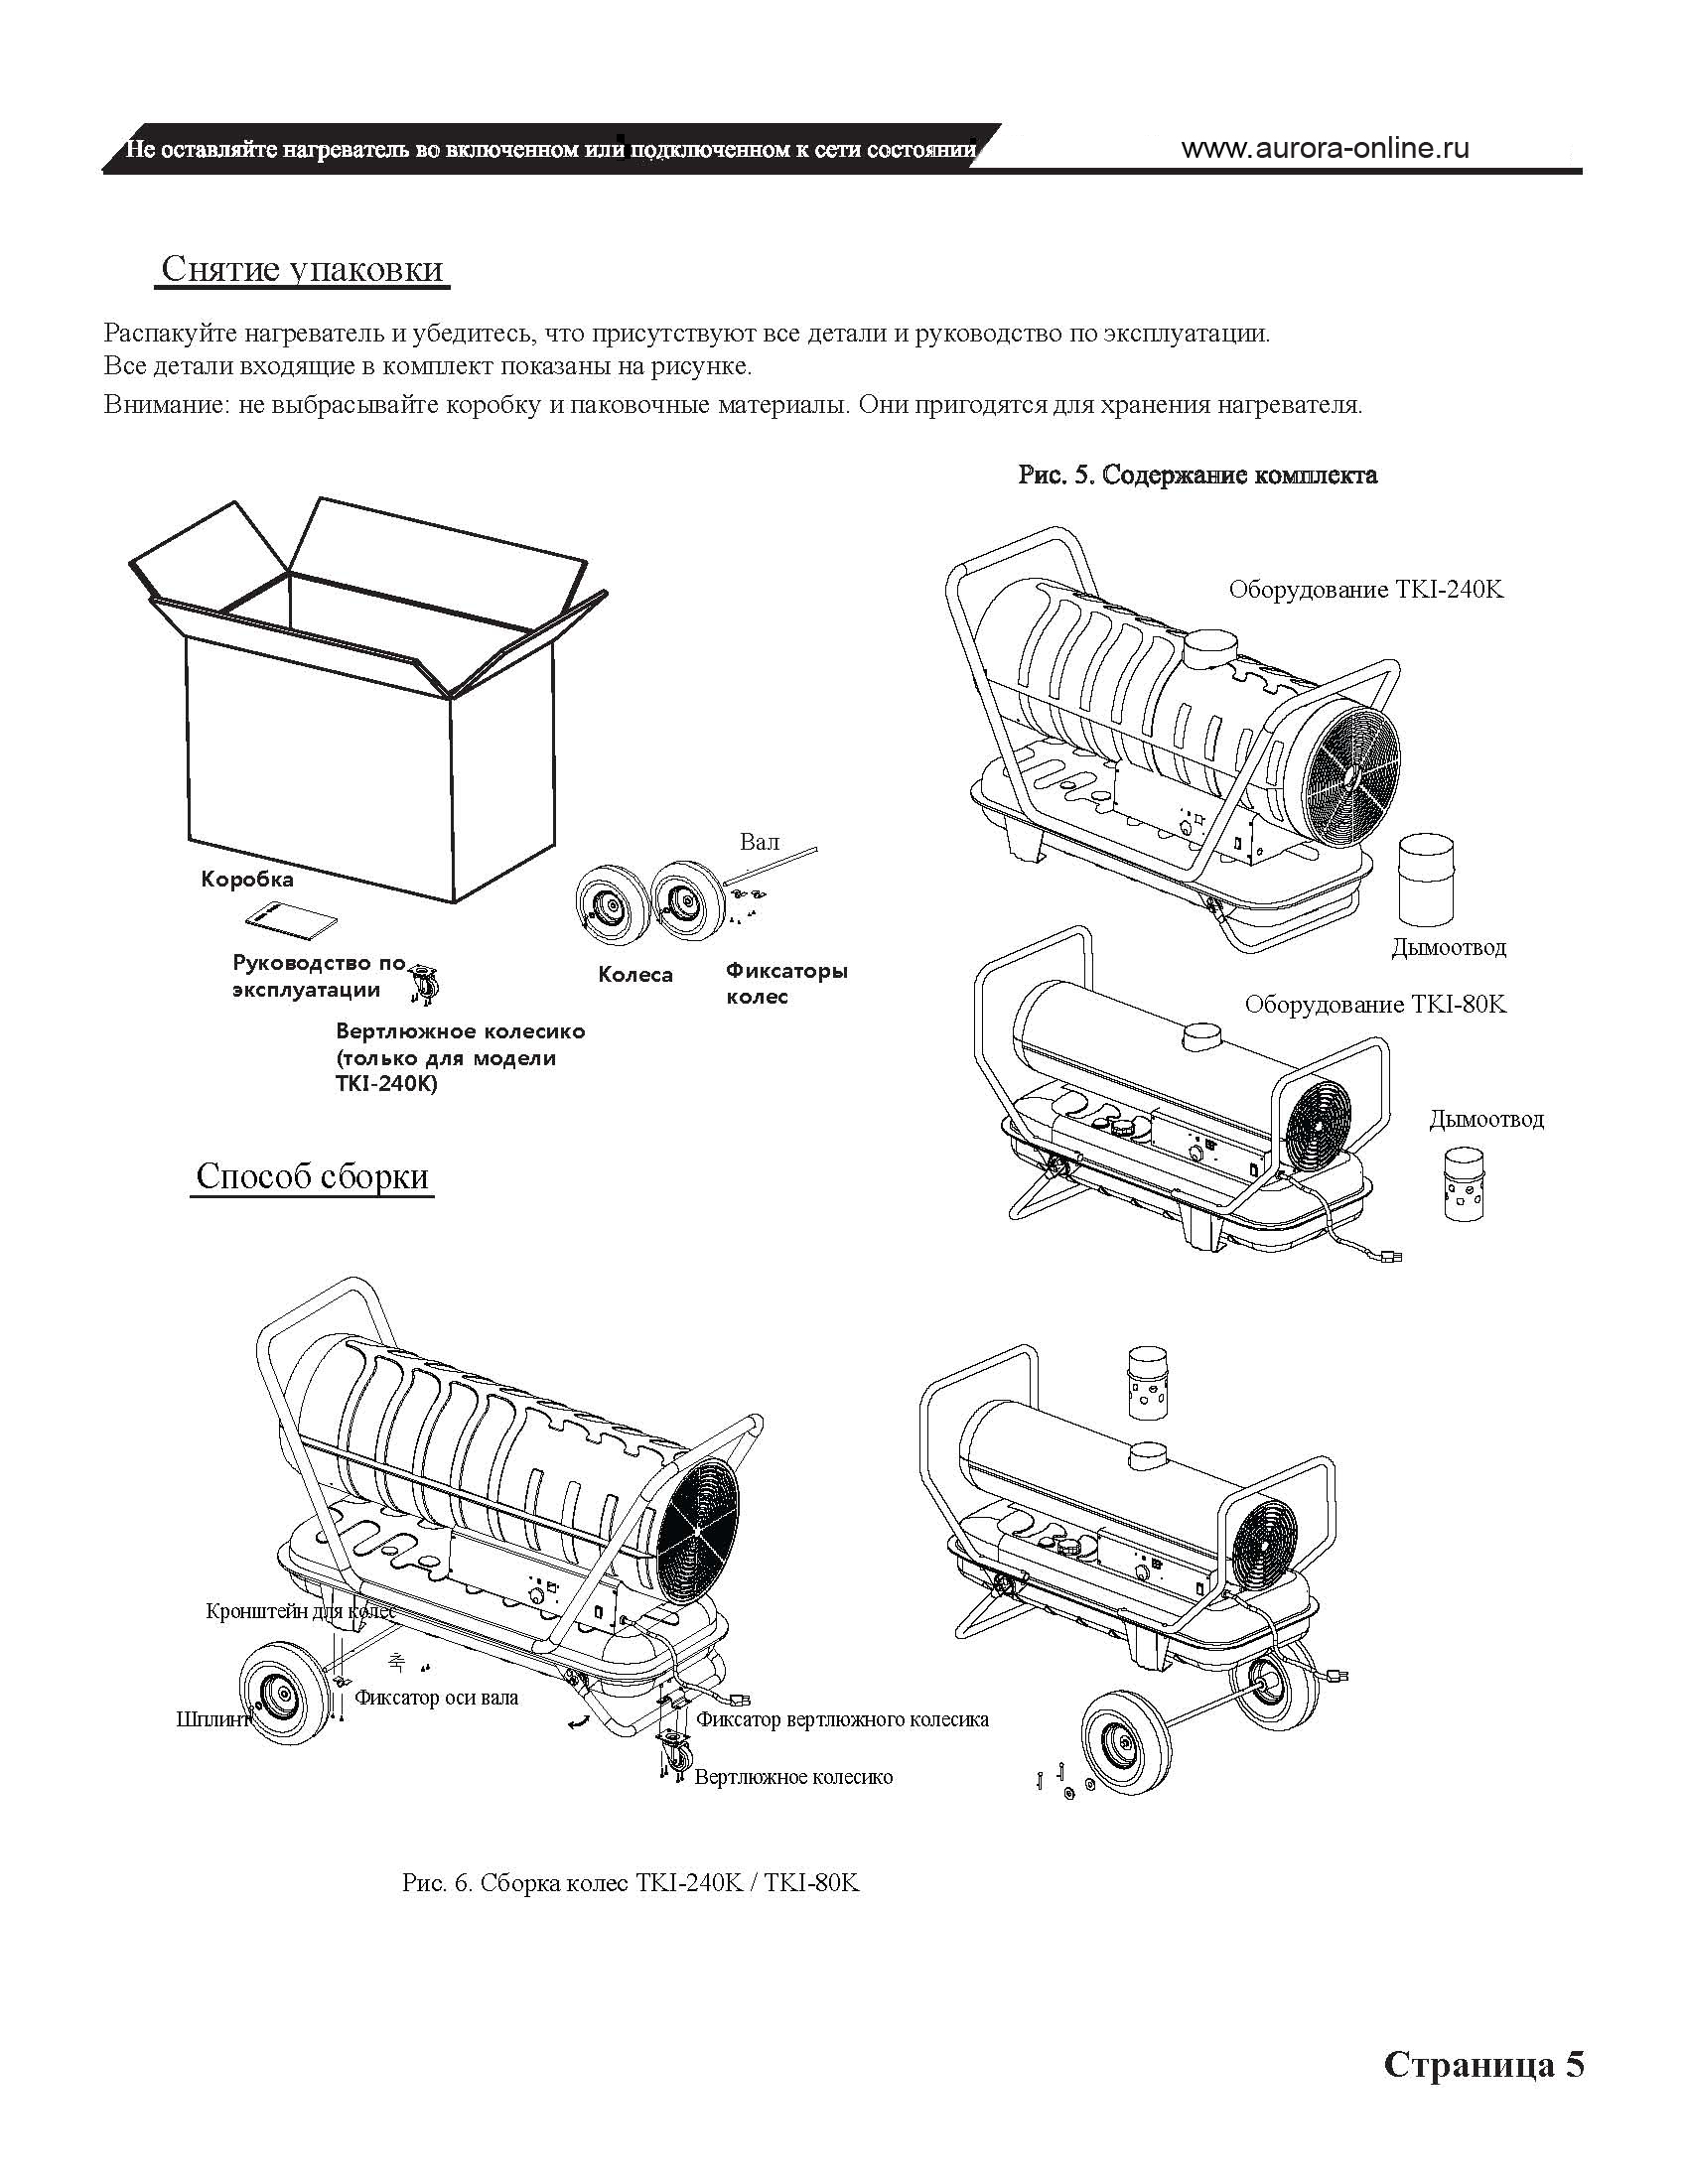 Не оставляйте нагреватель во включенном или подключенном к сети состоянии
www.aurora-online.ru
Снятие упаковки
Распакуйте нагреватель и убедитесь, что присутствуют все детали и руководство по эксплуатации.
Все детали входящие в комплект показаны на рисунке.
Внимание: не выбрасывайте коробку и паковочные материалы. Они пригодятся для хранения нагревателя.
Рис. 5. Содержание комплекта
Оборудование TKI-240K
Вал
Коробка
Дымоотвод
Руководство по
эксплуатации
Колеса
Фиксаторы
колес
Оборудование TKI-80K
Вертлюжное колесико
(только для модели
TKI-240K)
Дымоотвод
Способ сборки
Кронштейн для колес
축
Фиксатор оси вала
Шплинт
Фиксатор вертлюжного колесика
Вертлюжное колесико
Рис. 6. Сборка колес TKI-240K / TKI-80K
Страница 5